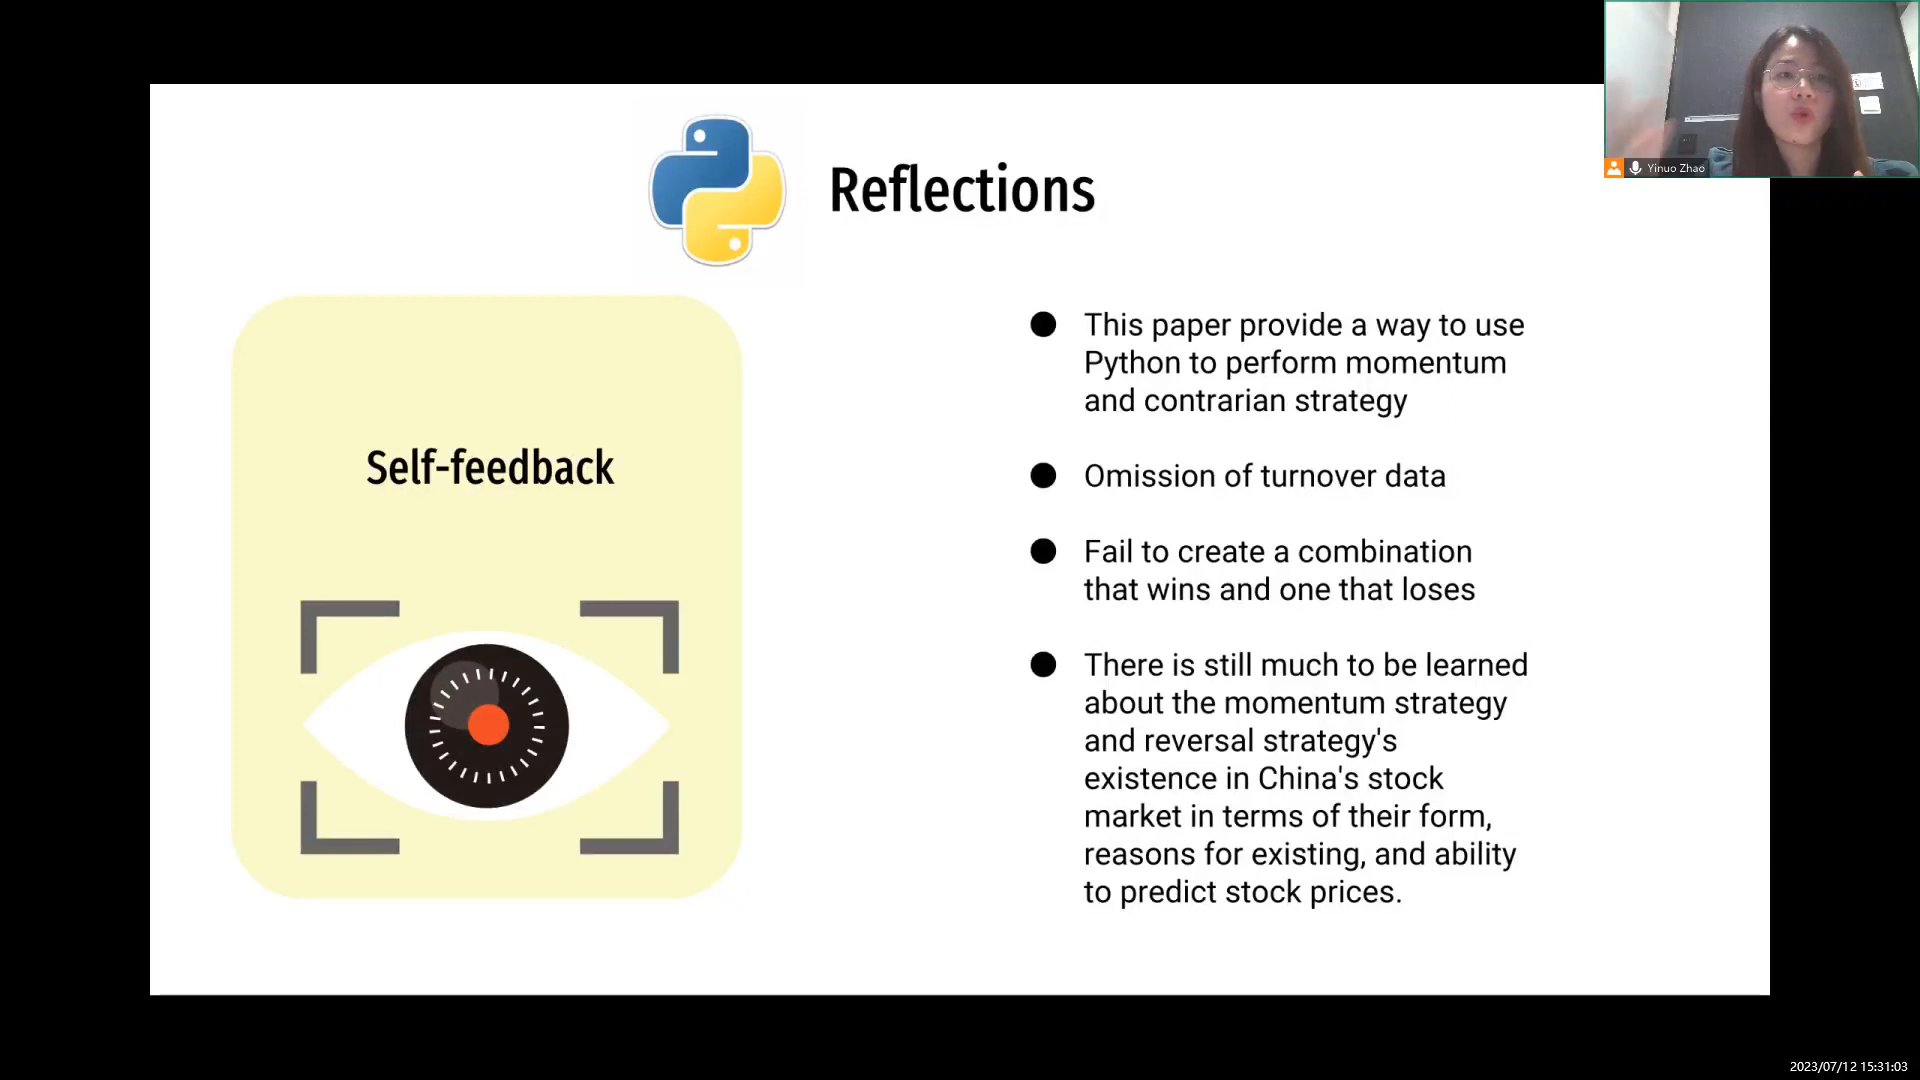 Yinuo Zhao
Reflections
Self-feedback
● This paper provide a way to use
Python to perform momentum
and contrarian strategy
● Omission of turnover data
● Fail to create a combination
that wins and one that loses
● There is still much to be learned
about the momentum strategy
and reversal strategy's
existence in China's stock
market in terms of their form,
reasons for existing, and ability
to predict stock prices.
2023/07/12 15:31:03